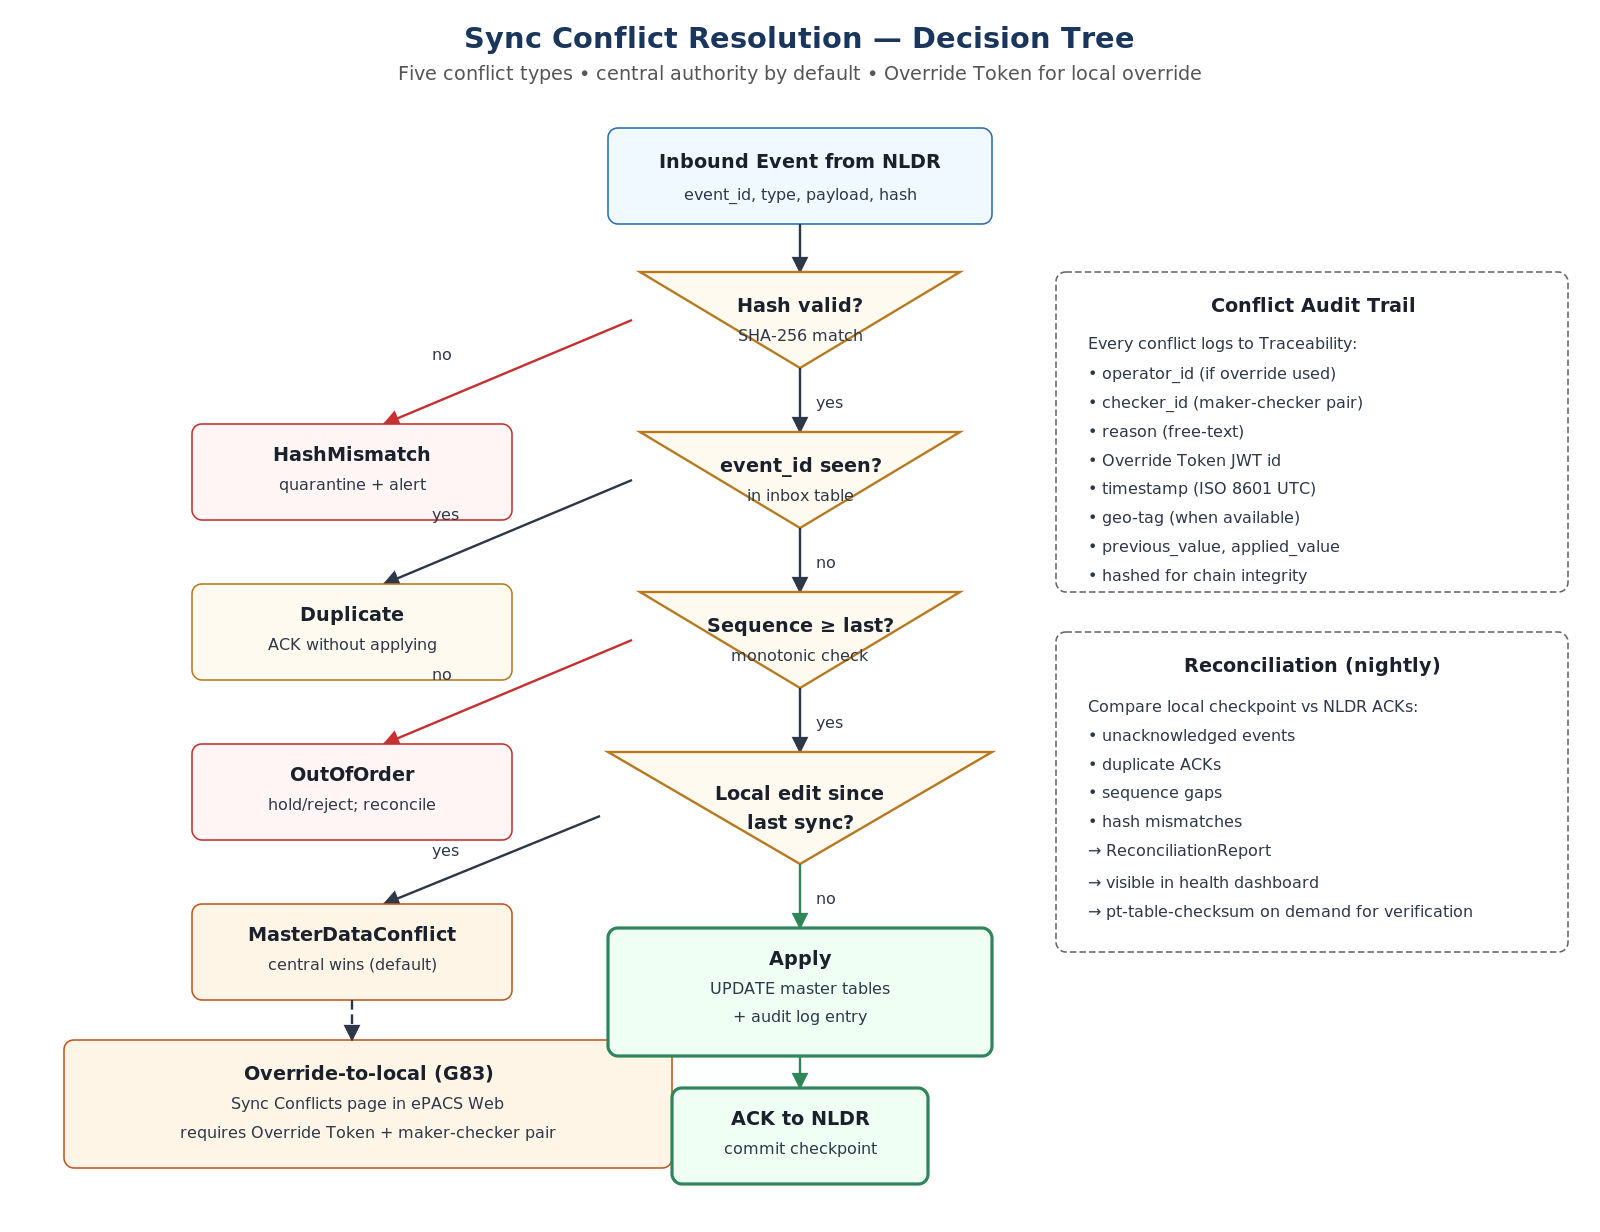 Sync Conflict Resolution — Decision Tree
Five conflict types • central authority by default • Override Token for local override
Inbound Event from NLDR
event_id, type, payload, hash
Hash valid?
SHA-256 match
no
yes
HashMismatch
quarantine + alert
event_id seen?
in inbox table
yes
no
Duplicate
ACK without applying
Sequence ≥ last?
monotonic check
no
yes
OutOfOrder
hold/reject; reconcile
Local edit since
last sync?
yes
no
MasterDataConflict
central wins (default)
Apply
UPDATE master tables
+ audit log entry
Override-to-local (G83)
Sync Conflicts page in ePACS Web
requires Override Token + maker-checker pair
ACK to NLDR
commit checkpoint
Conflict Audit Trail
Every conflict logs to Traceability:
• operator_id (if override used)
• checker_id (maker-checker pair)
• reason (free-text)
• Override Token JWT id
• timestamp (ISO 8601 UTC)
• geo-tag (when available)
• previous_value, applied_value
• hashed for chain integrity
Reconciliation (nightly)
Compare local checkpoint vs NLDR ACKs:
• unacknowledged events
• duplicate ACKs
• sequence gaps
• hash mismatches
→ ReconciliationReport
→ visible in health dashboard
→ pt-table-checksum on demand for verification